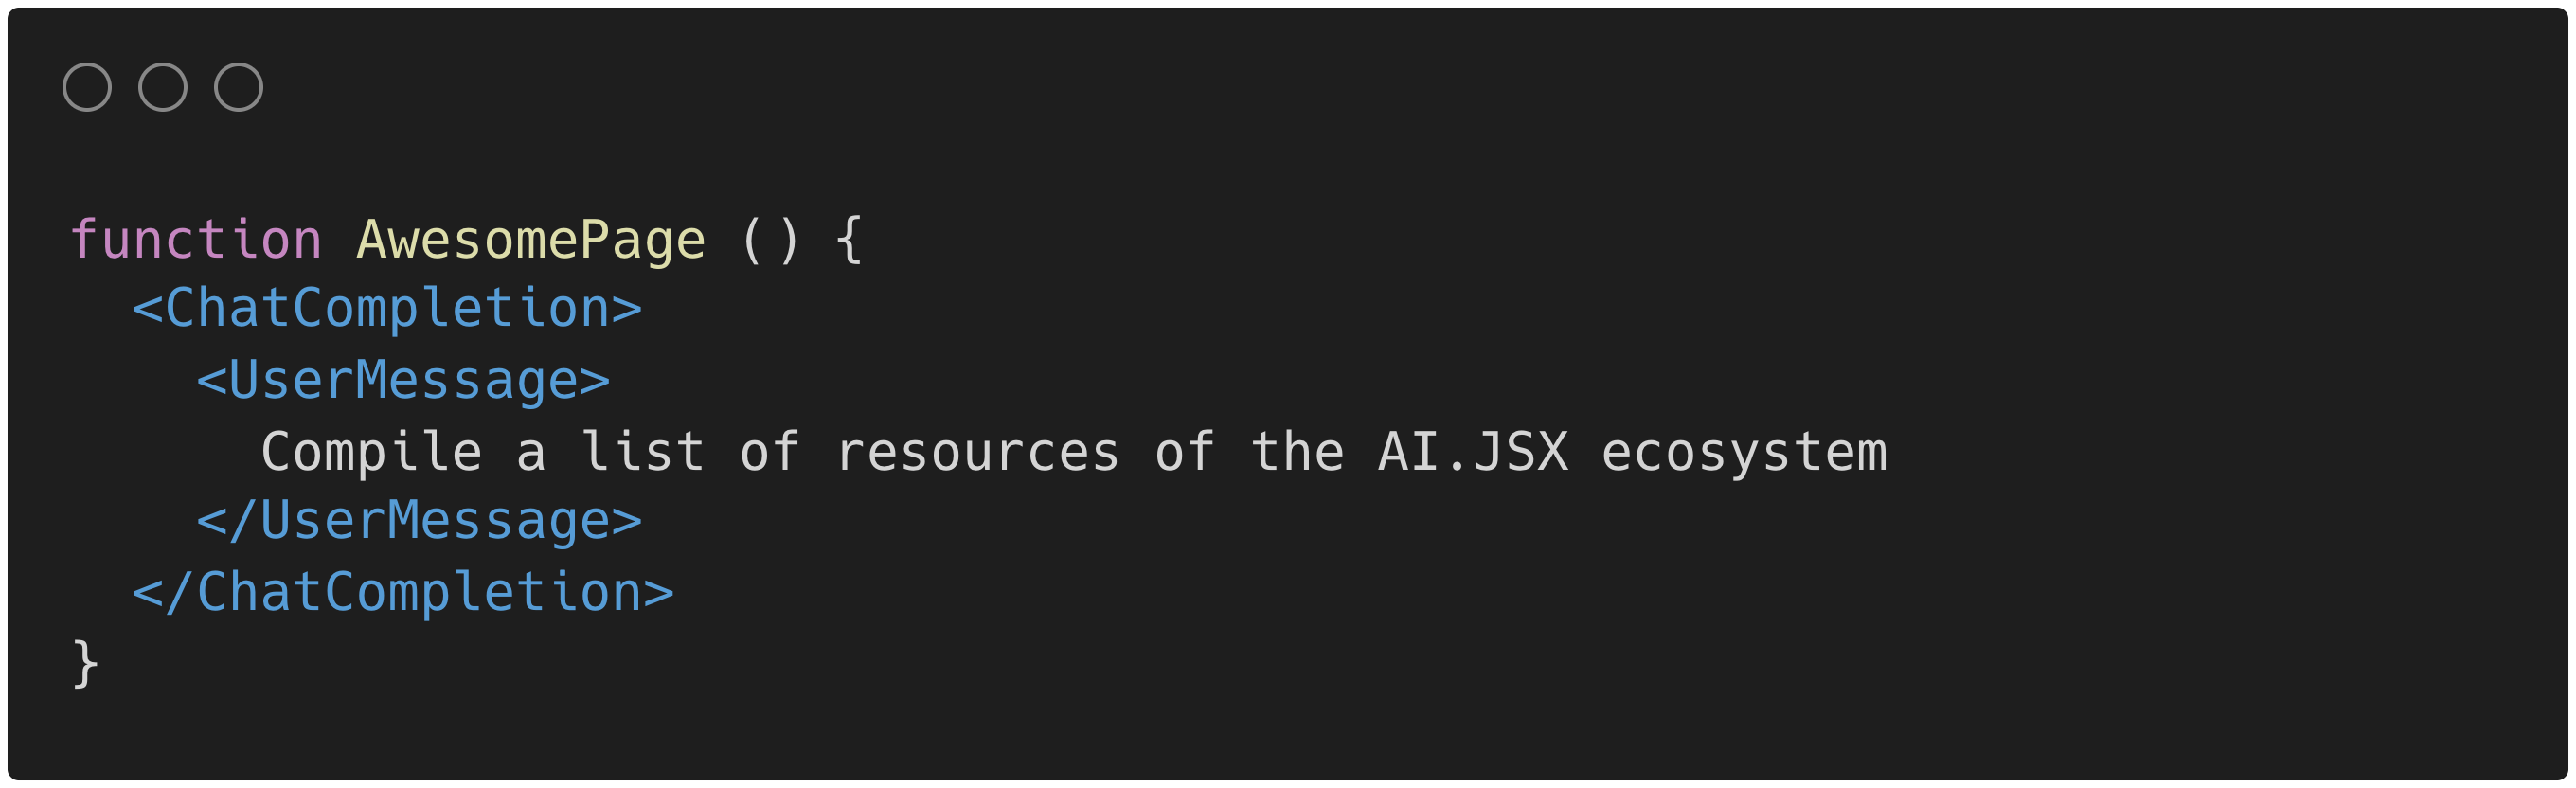 function AwesomePage () {
<ChatCompletion>
<UserMessage>
Compile a list of resources of the AI.JSX ecosystem
</UserMessage>
</ChatCompletion>
}